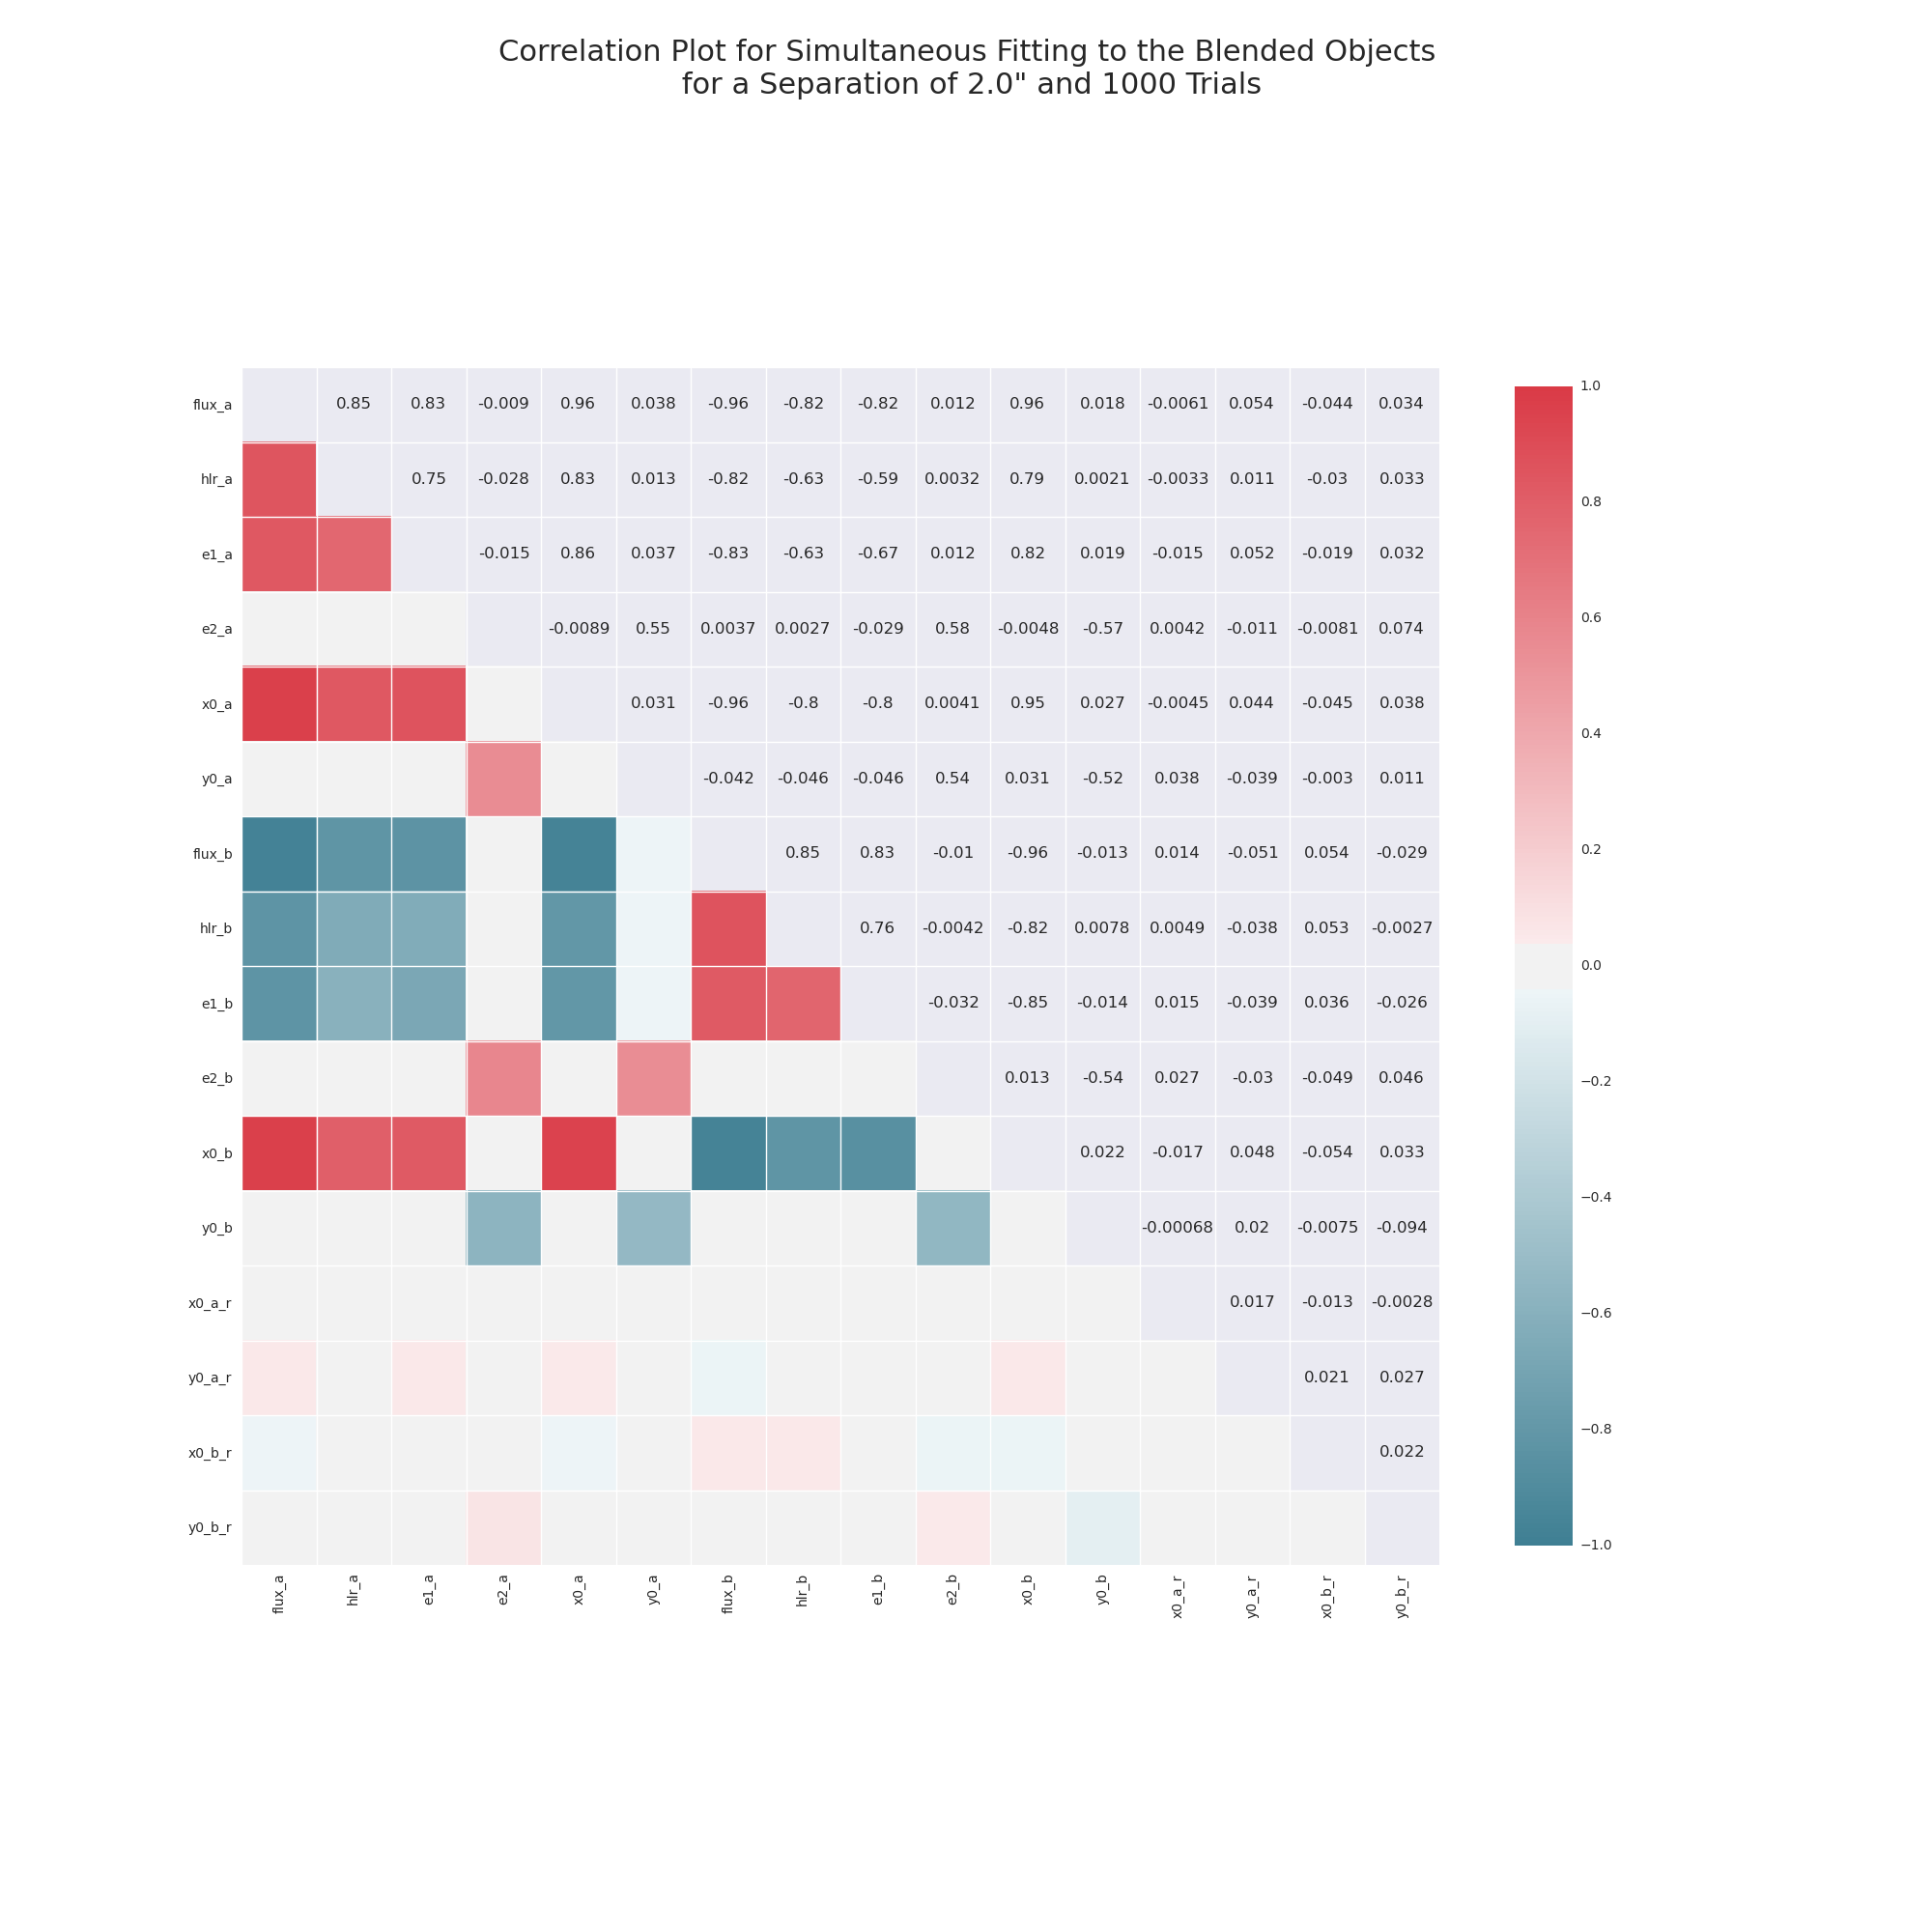 Correlation Plot for Simultaneous Fitting to the Blended Objects
for a Separation of 2.0" and 1000 Trials
flux_a 0.85 0.83 -0.009 0.96 0.038 -0.96 -0.82 -0.82 0.012 0.96 0.018 -0.0061 0.054 -0.044 0.034
hlr_a 0.75 -0.028 0.83 0.013 -0.82 -0.63 -0.59 0.0032 0.79 0.0021 -0.0033 0.011 -0.03 0.033
e1_a -0.015 0.86 0.037 -0.83 -0.63 -0.67 0.012 0.82 0.019 -0.015 0.052 -0.019 0.032
e2_a -0.0089 0.55 0.0037 0.0027 -0.029 0.58 -0.0048 -0.57 0.0042 -0.011 -0.0081 0.074
x0_a 0.031 -0.96 -0.8 -0.8 0.0041 0.95 0.027 -0.0045 0.044 -0.045 0.038
y0_a -0.042 -0.046 -0.046 0.54 0.031 -0.52 0.038 -0.039 -0.003 0.011
flux_b 0.85 0.83 -0.01 -0.96 -0.013 0.014 -0.051 0.054 -0.029
hlr_b 0.76 -0.0042 -0.82 0.0078 0.0049 -0.038 0.053 -0.0027
e1_b -0.032 -0.85 -0.014 0.015 -0.039 0.036 -0.026
e2_b 0.013 -0.54 0.027 -0.03 -0.049 0.046
x0_b 0.022 -0.017 0.048 -0.054 0.033
y0_b -0.00068 0.02 -0.0075 -0.094
x0_a_r 0.017 -0.013 -0.0028
y0_a_r 0.021 0.027
x0_b_r 0.022
y0_b_r
flux_a hlr_a e1_a e2_a x0_a y0_a flux_b hlr_b e1_b e2_b x0_b y0_b x0_a_r y0_a_r x0_b_r y0_b_r
1.0
0.8
0.6
0.4
0.2
0.0
−0.2
−0.4
−0.6
−0.8
−1.0